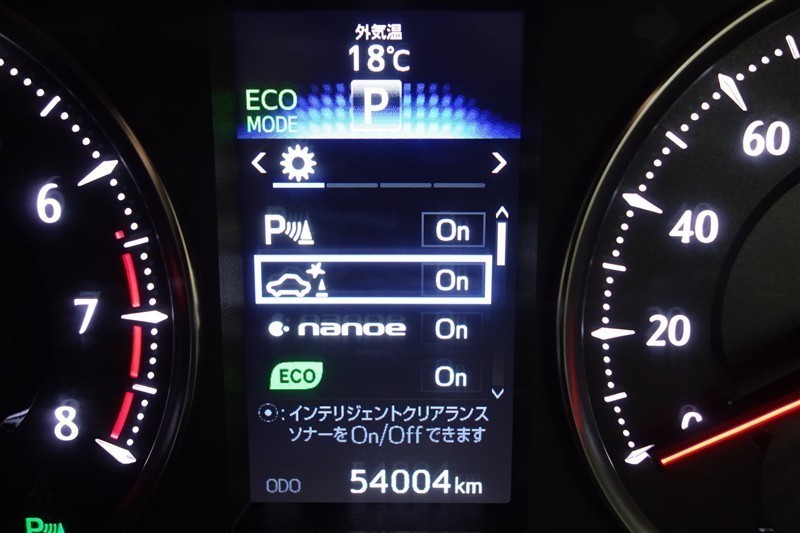 外気温
18℃
ECO
MODE
P
P
On
On
nanoe
On
ECO
On
:インテリジェントクリアランス
ソナーをOn/Offできます
ODO 54004km
6
7
8
60
40
20
0
P